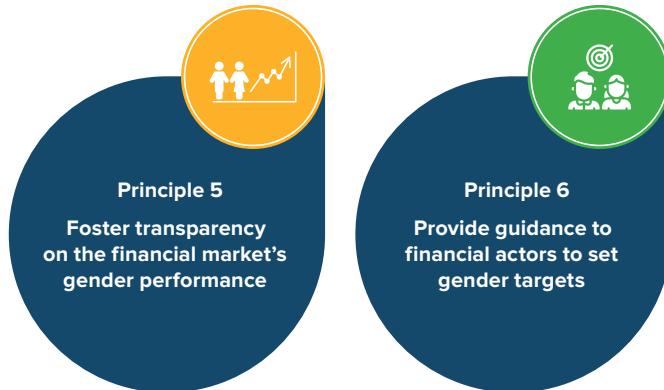 Principle 5
Foster transparency
on the financial market's
gender performance
Principle 6
Provide guidance to
financial actors to set
gender targets